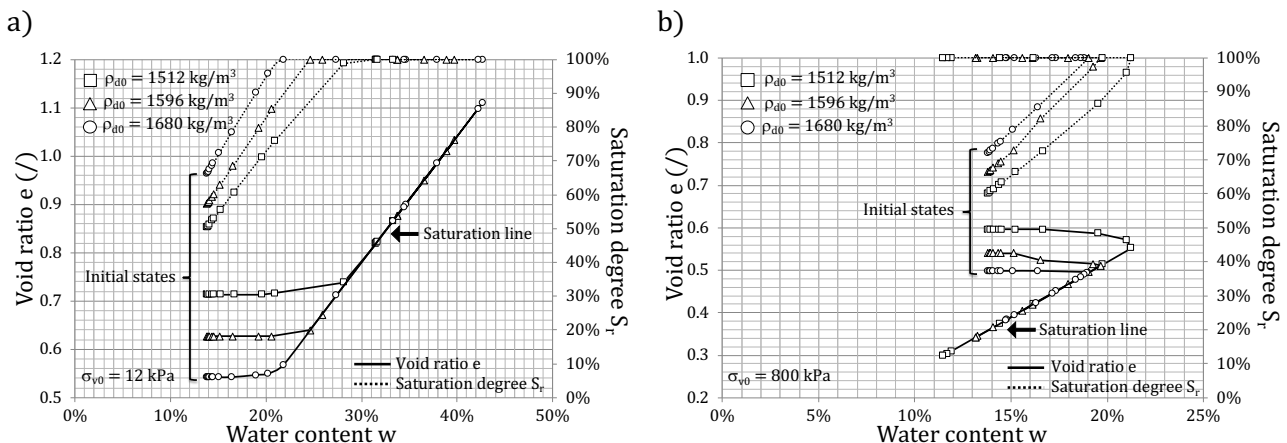 a)
1.2
1.1
1.0
0.9
0.8
0.7
0.6
0.5
Void ratio e (/)
100%
90%
80%
70%
60%
50%
40%
30%
20%
10%
0%
Saturation degree Sr
ρd0 = 1512 kg/m³
ρd0 = 1596 kg/m³
ρd0 = 1680 kg/m³
Initial states
Saturation line
σv0 = 12 kPa
Void ratio e
Saturation degree Sr
0% 10% 20% 30% 40% 50%
Water content w
b)
1.0
0.9
0.8
0.7
0.6
0.5
0.4
0.3
0.2
Void ratio e (/)
100%
90%
80%
70%
60%
50%
40%
30%
20%
10%
0%
Saturation degree Sr
ρd0 = 1512 kg/m³
ρd0 = 1596 kg/m³
ρd0 = 1680 kg/m³
Initial states
Saturation line
σv0 = 800 kPa
Void ratio e
Saturation degree Sr
0% 5% 10% 15% 20% 25%
Water content w